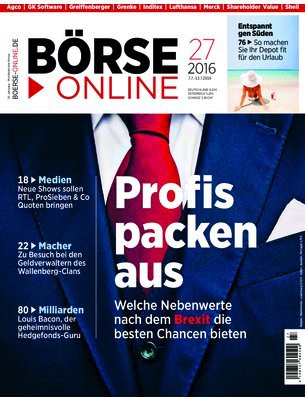 Agco | GK Software | Greiffenberger | Grenke | Inditex | Lufthansa | Merck | Shareholder Value | Shell
BOERSE-ONLINE.DE
BÖRSE
ONLINE
27
2016
7.7.-13.7.2016
Entspannt
gen Süden
76 ▶ So machen
Sie Ihr Depot fit
für den Urlaub
18 ▶ Medien
Neue Shows sollen
RTL, ProSieben & Co
Quoten bringen
22 ▶ Macher
Zu Besuch bei den
Geldverwaltern des
Wallenberg-Clans
80 ▶ Milliarden
Louis Bacon, der
geheimnisvolle
Hedgefonds-Guru
Profis
packen
aus
Welche Nebenwerte
nach dem Brexit die
besten Chancen bieten